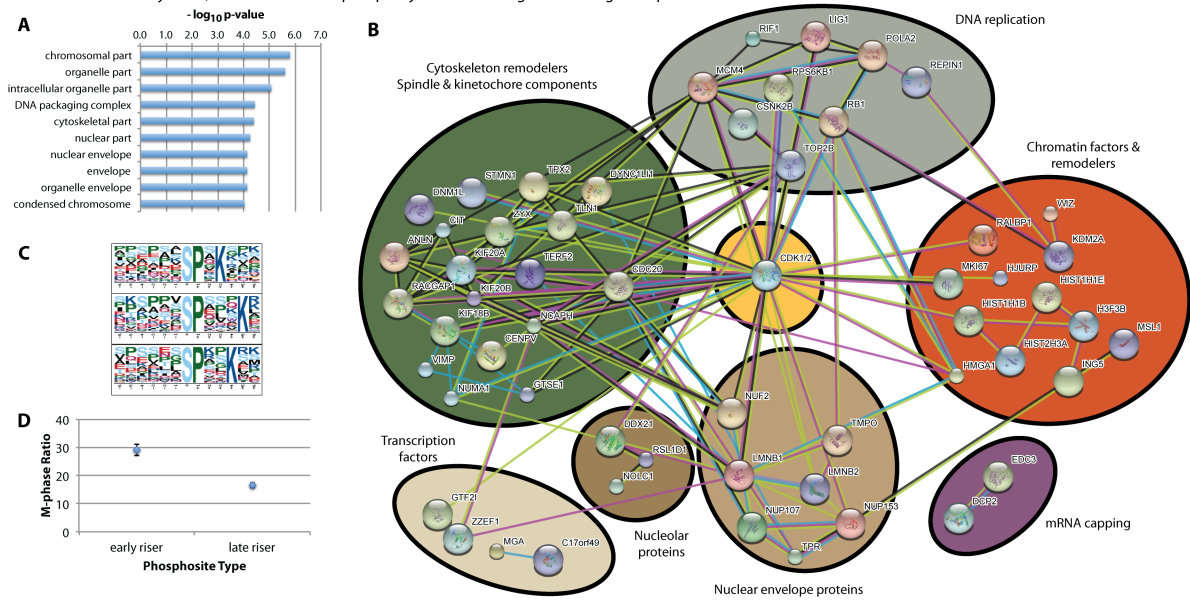 A
- log10 p-value
0.0 1.0 2.0 3.0 4.0 5.0 6.0 7.0
chromosomal part
organelle part
intracellular organelle part
DNA packaging complex
cytoskeletal part
nuclear part
nuclear envelope
envelope
organelle envelope
condensed chromosome
B
DNA replication
RIF1
LIG1
POLA2
REPIN1
MCM4
RPS6KB1
CSNK2B
RB1
TOP2B
Cytoskeleton remodelers
Spindle & kinetochore components
STMN1
TPX2
DYNC1LI1
DNM1L
CIT
ZYX
TLN1
ANLN
KIF20A
TERF2
CDC20
RACGAP1
KIF20B
KIF18B
NCAPH
CENPV
VIMP
NUMA1
GTSE1
CDK1/2
Chromatin factors &
remodelers
WIZ
RALBP1
KDM2A
MKI67
HJURP
HIST1H1E
HIST1H1B
H3F3B
MSL1
HIST2H3A
HMGA1
ING5
C
D
M-phase Ratio
40
30
20
10
0
early riser late riser
Phosphosite Type
Transcription
factors
GTF2I
ZZEF1
MGA
C17orf49
DDX21
RSL1D1
NOLC1
Nucleolar
proteins
NUF2
TMPO
LMNB1
LMNB2
NUP107
NUP153
TPR
Nuclear envelope proteins
EDC3
DCP2
mRNA capping